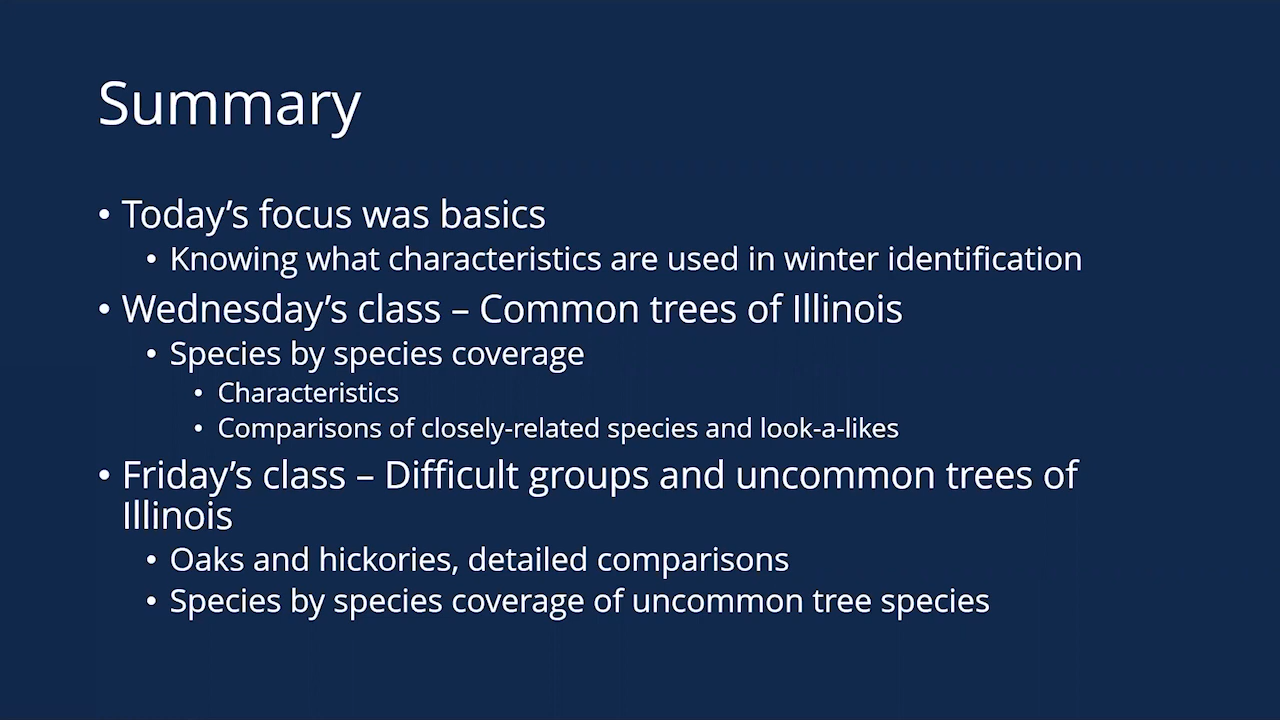 Summary
• Today’s focus was basics
• Knowing what characteristics are used in winter identification
• Wednesday’s class – Common trees of Illinois
• Species by species coverage
• Characteristics
• Comparisons of closely-related species and look-a-likes
• Friday’s class – Difficult groups and uncommon trees of
Illinois
• Oaks and hickories, detailed comparisons
• Species by species coverage of uncommon tree species